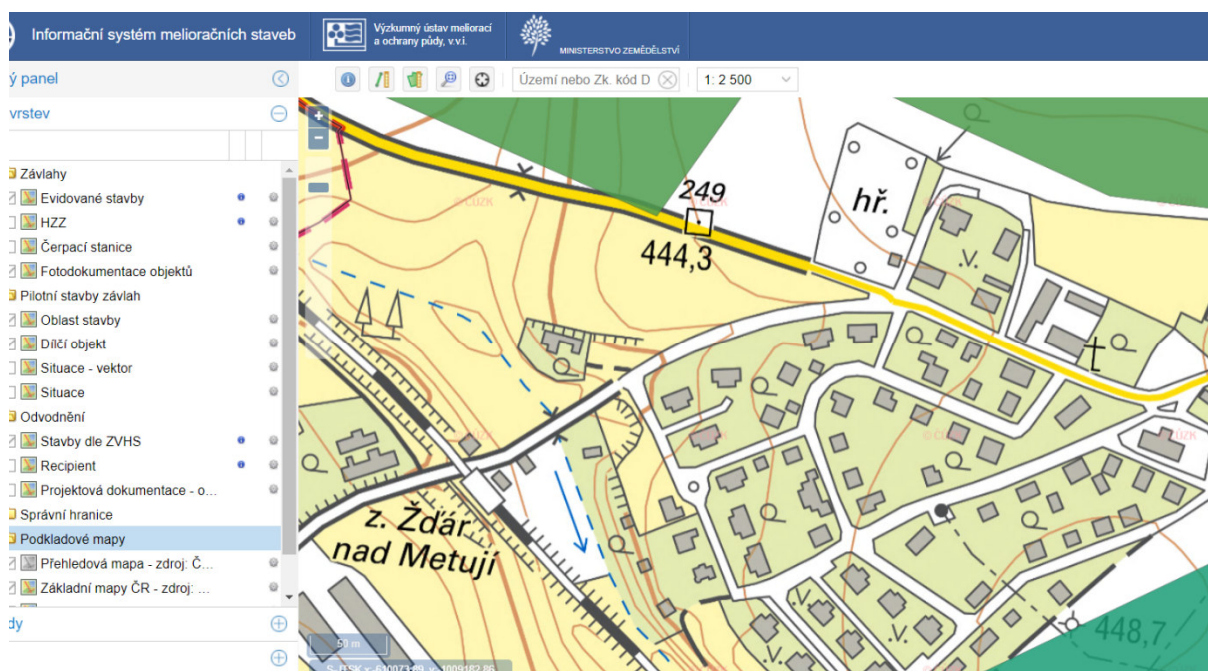 Informační systém melioračních staveb
Výzkumný ústav meliorací
a ochrany půdy, v.v.i.
MINISTERSTVO ZEMĚDĚLSTVÍ
ý panel
Území nebo Zk. kód D
1: 2 500
vrstev
Závlahy
Evidované stavby
HZZ
Čerpací stanice
Fotodokumentace objektů
Pilotní stavby závlah
Oblast stavby
Dílčí objekt
Situace - vektor
Situace
Odvodnění
Stavby dle ZVHS
Recipient
Projektová dokumentace - o...
Správní hranice
Podkladové mapy
Přehledová mapa - zdroj: Č...
Základní mapy ČR - zdroj: ...
dy
249
444,3
hř.
.v.
z. Žďár
nad Metují
.v.
.v.
448,7
© ČÚZK
© ČÚZK
50 m